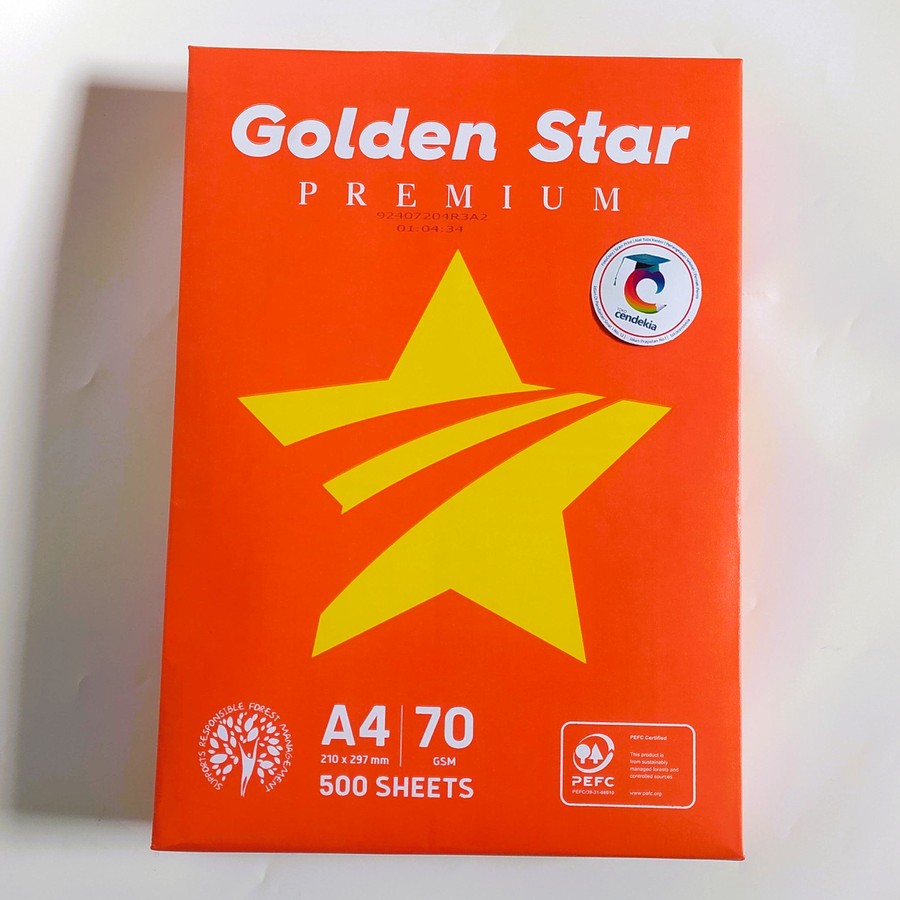 Golden Star
PREMIUM
92407204R3A2
01:04:34
cendekia
SUPPORTS RESPONSIBLE FOREST MANAGEMENT
A4 70
210 x 297 mm GSM
500 SHEETS
PEFC
PEFC Certified
This product is
from sustainably
managed forests and
controlled sources
www.pefc.org